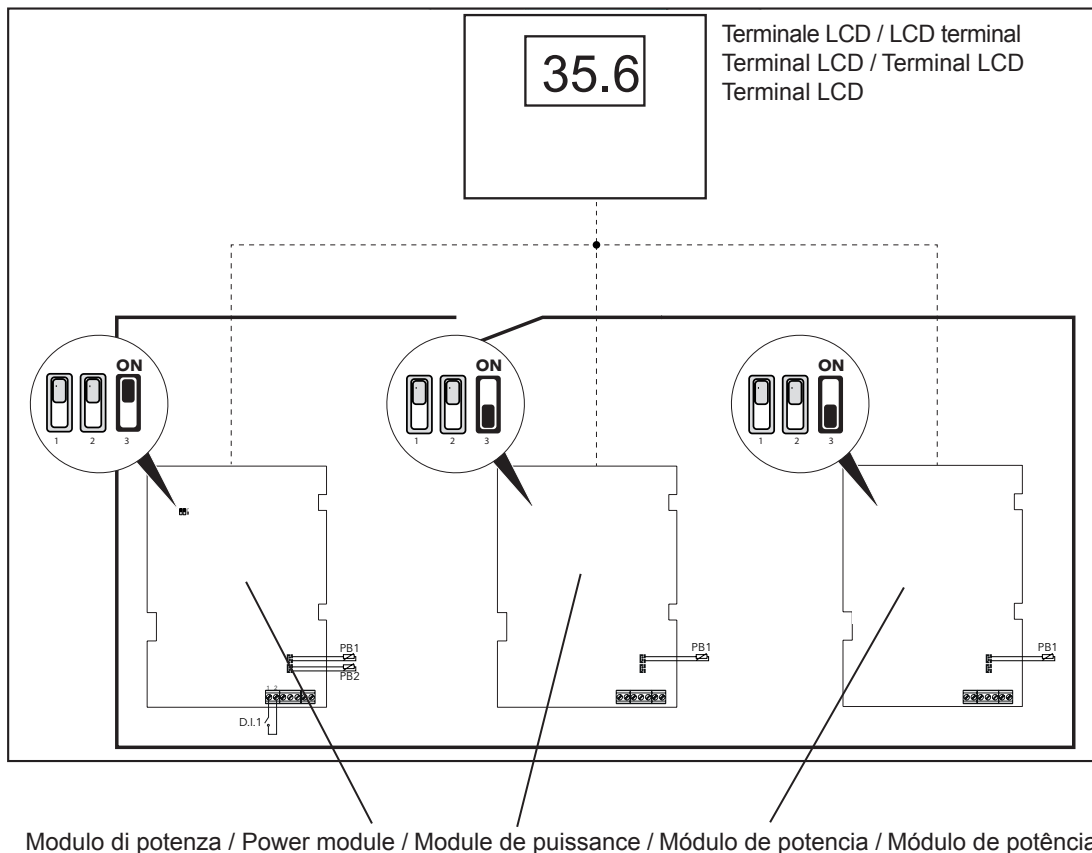 35.6
Terminale LCD / LCD terminal
Terminal LCD / Terminal LCD
Terminal LCD
ON
1 2 3
ON
1 2 3
ON
1 2 3
PB1
PB2
1 2
D.I.1
PB1
PB1
Modulo di potenza / Power module / Module de puissance / Módulo de potencia / Módulo de potência